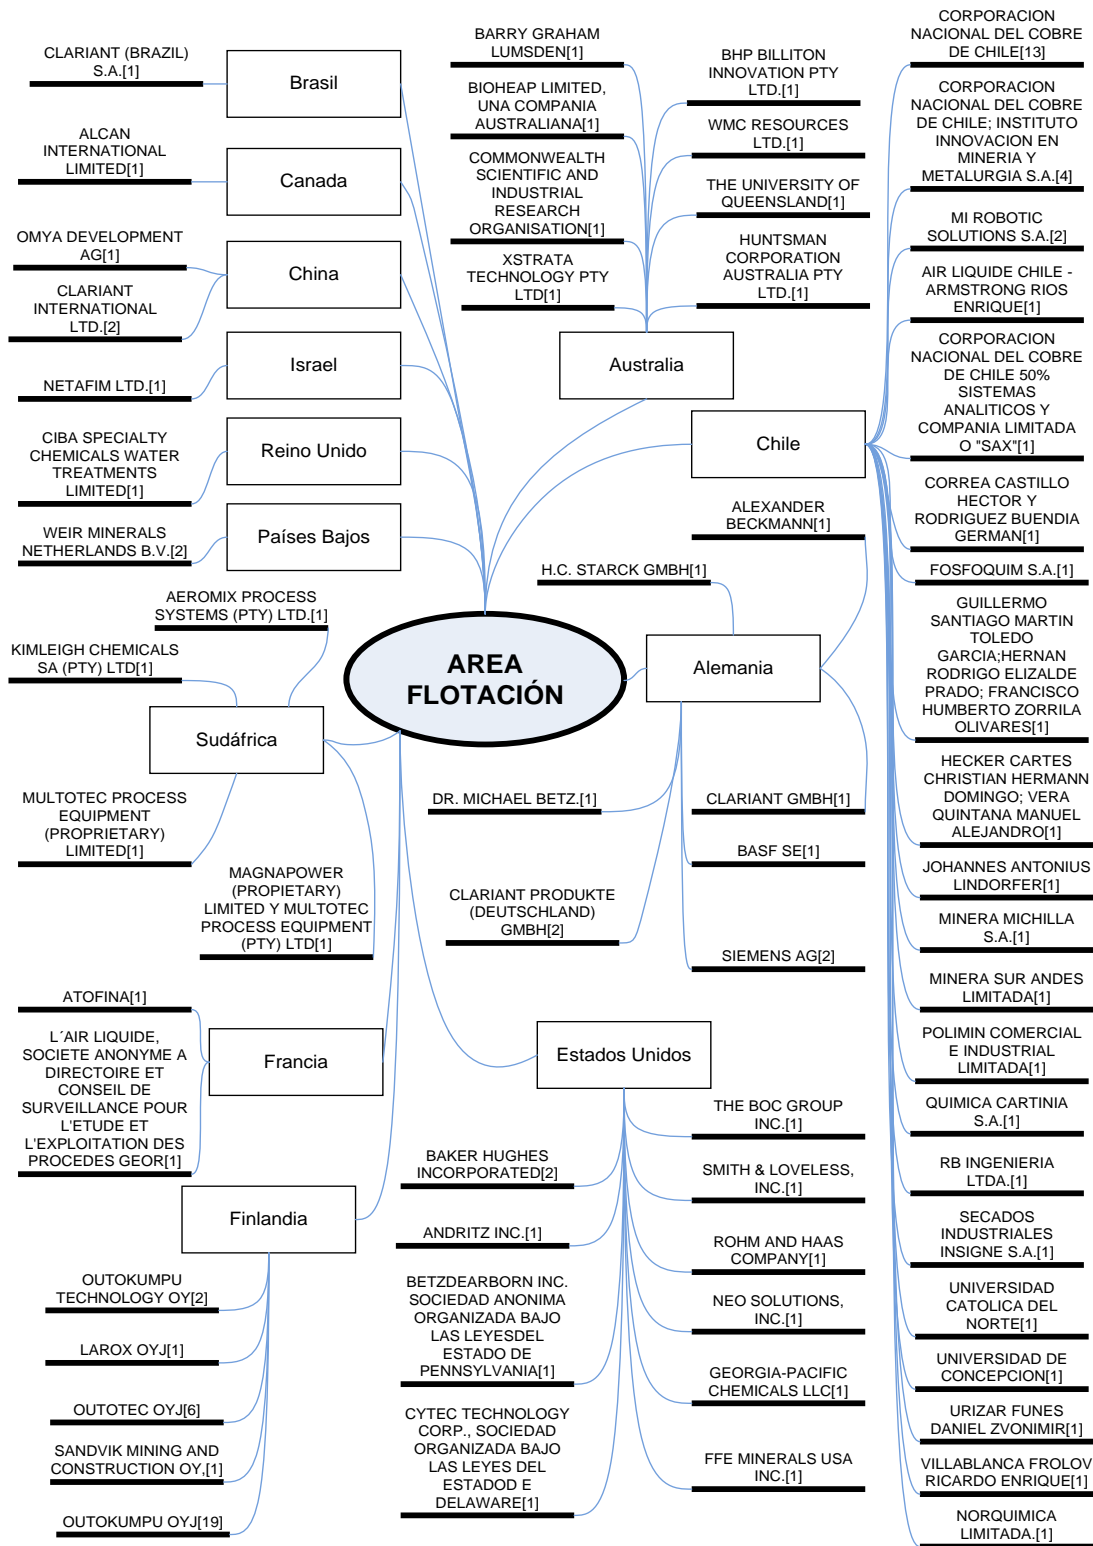 CLARIANT (BRAZIL)
S.A.[1]
Brasil
ALCAN
INTERNATIONAL
LIMITED[1]
Canada
OMYA DEVELOPMENT
AG[1]
CLARIANT
INTERNATIONAL
LTD.[2]
China
NETAFIM LTD.[1]
Israel
CIBA SPECIALTY
CHEMICALS WATER
TREATMENTS
LIMITED[1]
Reino Unido
WEIR MINERALS
NETHERLANDS B.V.[2]
Países Bajos
BARRY GRAHAM
LUMSDEN[1]
BIOHEAP LIMITED,
UNA COMPANIA
AUSTRALIANA[1]
COMMONWEALTH
SCIENTIFIC AND
INDUSTRIAL
RESEARCH
ORGANISATION[1]
XSTRATA
TECHNOLOGY PTY
LTD[1]
BHP BILLITON
INNOVATION PTY
LTD.[1]
WMC RESOURCES
LTD.[1]
THE UNIVERSITY OF
QUEENSLAND[1]
HUNTSMAN
CORPORATION
AUSTRALIA PTY
LTD.[1]
Australia
Chile
CORPORACION
NACIONAL DEL COBRE
DE CHILE[13]
CORPORACION
NACIONAL DEL COBRE
DE CHILE; INSTITUTO
INNOVACION EN
MINERIA Y
METALURGIA S.A.[4]
MI ROBOTIC
SOLUTIONS S.A.[2]
AIR LIQUIDE CHILE -
ARMSTRONG RIOS
ENRIQUE[1]
CORPORACION
NACIONAL DEL COBRE
DE CHILE 50%
SISTEMAS
ANALITICOS Y
COMPANIA LIMITADA
O "SAX"[1]
CORREA CASTILLO
HECTOR Y
RODRIGUEZ BUENDIA
GERMAN[1]
FOSFOQUIM S.A.[1]
GUILLERMO
SANTIAGO MARTIN
TOLEDO
GARCIA;HERNAN
RODRIGO ELIZALDE
PRADO; FRANCISCO
HUMBERTO ZORRILA
OLIVARES[1]
HECKER CARTES
CHRISTIAN HERMANN
DOMINGO; VERA
QUINTANA MANUEL
ALEJANDRO[1]
JOHANNES ANTONIUS
LINDORFER[1]
MINERA MICHILLA
S.A.[1]
MINERA SUR ANDES
LIMITADA[1]
POLIMIN COMERCIAL
E INDUSTRIAL
LIMITADA[1]
QUIMICA CARTINIA
S.A.[1]
RB INGENIERIA
LTDA.[1]
SECADOS
INDUSTRIALES
INSIGNE S.A.[1]
UNIVERSIDAD
CATOLICA DEL
NORTE[1]
UNIVERSIDAD DE
CONCEPCION[1]
URIZAR FUNES
DANIEL ZVONIMIR[1]
VILLABLANCA FROLOV
RICARDO ENRIQUE[1]
NORQUIMICA
LIMITADA.[1]
AREA
FLOTACIÓN
ALEXANDER
BECKMANN[1]
H.C. STARCK GMBH[1]
Alemania
DR. MICHAEL BETZ.[1]
CLARIANT GMBH[1]
BASF SE[1]
CLARIANT PRODUKTE
(DEUTSCHLAND)
GMBH[2]
SIEMENS AG[2]
AEROMIX PROCESS
SYSTEMS (PTY) LTD.[1]
KIMLEIGH CHEMICALS
SA (PTY) LTD[1]
Sudáfrica
MULTOTEC PROCESS
EQUIPMENT
(PROPRIETARY)
LIMITED[1]
MAGNAPOWER
(PROPIETARY)
LIMITED Y MULTOTEC
PROCESS EQUIPMENT
(PTY) LTD[1]
ATOFINA[1]
L´AIR LIQUIDE,
SOCIETE ANONYME A
DIRECTOIRE ET
CONSEIL DE
SURVEILLANCE POUR
L'ETUDE ET
L'EXPLOITATION DES
PROCEDES GEOR[1]
Francia
Finlandia
OUTOKUMPU
TECHNOLOGY OY[2]
LAROX OYJ[1]
OUTOTEC OYJ[6]
SANDVIK MINING AND
CONSTRUCTION OY,[1]
OUTOKUMPU OYJ[19]
Estados Unidos
BAKER HUGHES
INCORPORATED[2]
ANDRITZ INC.[1]
BETZDEARBORN INC.
SOCIEDAD ANONIMA
ORGANIZADA BAJO
LAS LEYESDEL
ESTADO DE
PENNSYLVANIA[1]
CYTEC TECHNOLOGY
CORP., SOCIEDAD
ORGANIZADA BAJO
LAS LEYES DEL
ESTADOD E
DELAWARE[1]
THE BOC GROUP
INC.[1]
SMITH & LOVELESS,
INC.[1]
ROHM AND HAAS
COMPANY[1]
NEO SOLUTIONS,
INC.[1]
GEORGIA-PACIFIC
CHEMICALS LLC[1]
FFE MINERALS USA
INC.[1]